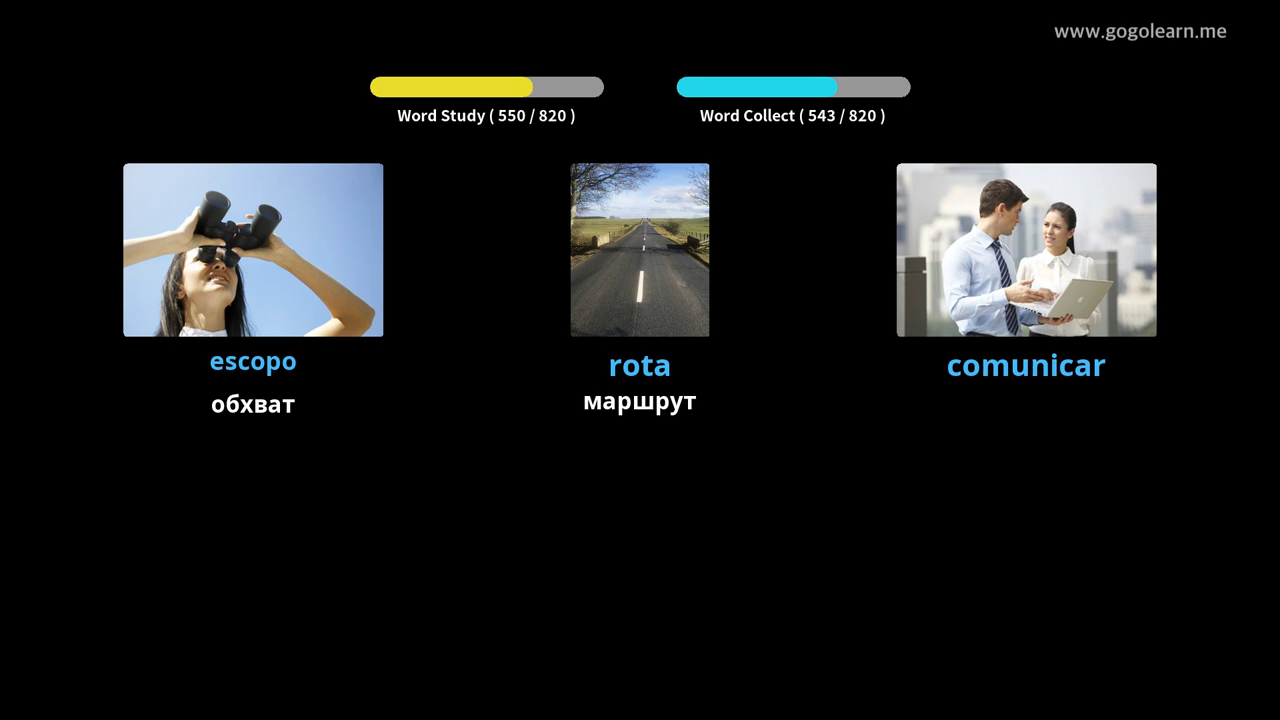 www.gogolearn.me
Word Study ( 550 / 820 )
Word Collect ( 543 / 820 )
escopo
обхват
rota
маршрут
comunicar